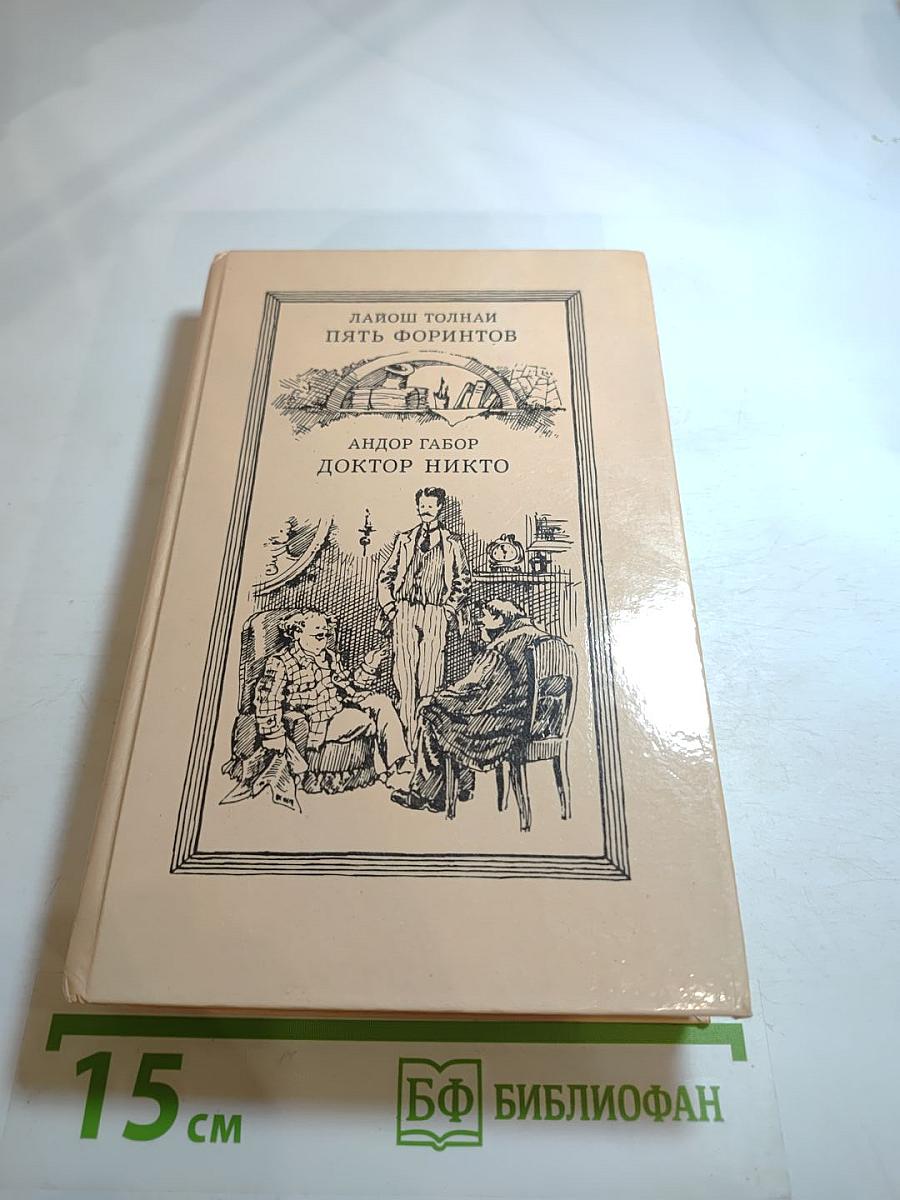 ЛАЙОШ ТОЛНАИ
ПЯТЬ ФОРИНТОВ
АНДОР ГАБОР
ДОКТОР НИКТО
15 см
БФ БИБЛИОФАН